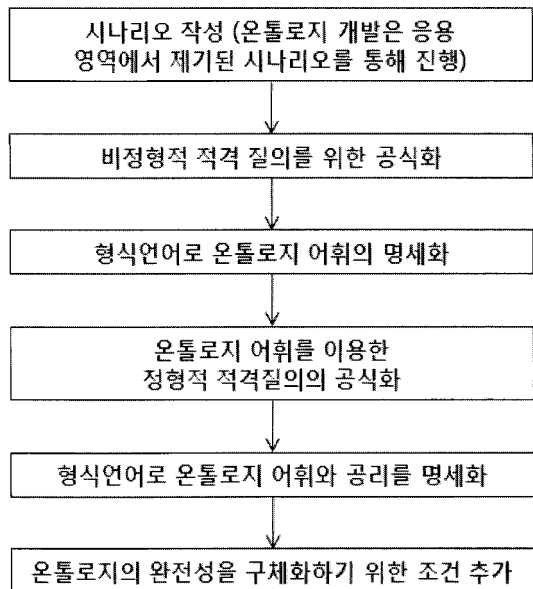 시나리오 작성 (온톨로지 개발은 응용
영역에서 제기된 시나리오를 통해 진행)
비정형적 적격 질의를 위한 공식화
형식언어로 온톨로지 어휘의 명세화
온톨로지 어휘를 이용한
정형적 적격질의의 공식화
형식언어로 온톨로지 어휘와 공리를 명세화
온톨로지의 완전성을 구체화하기 위한 조건 추가